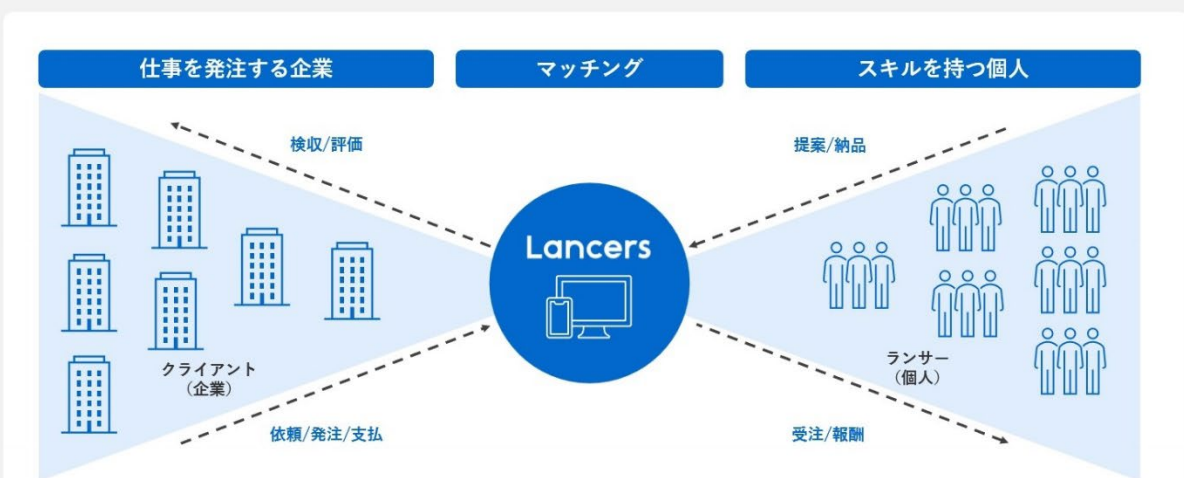 仕事を発注する企業
マッチング
スキルを持つ個人
検収/評価
提案/納品
Lancers
クライアント
（企業）
ランサー
（個人）
依頼/発注/支払
受注/報酬